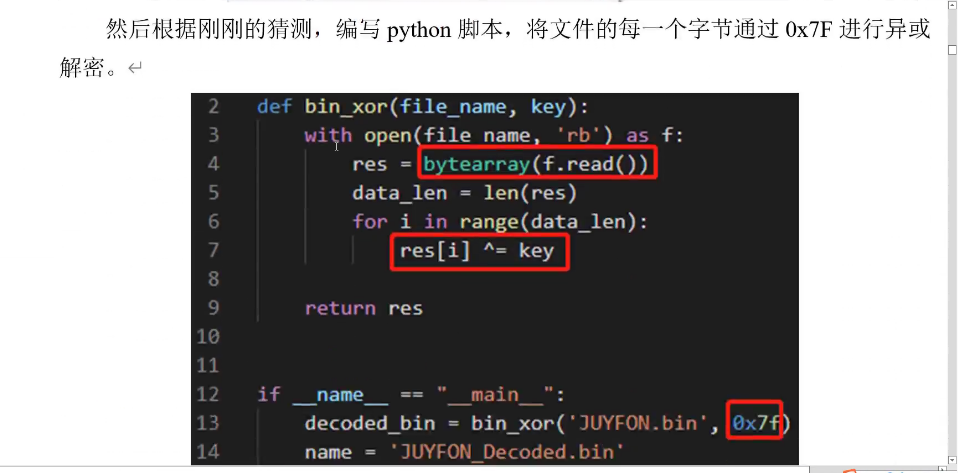 然后根据刚刚的猜测，编写 python 脚本，将文件的每一个字节通过 0x7F 进行异或
解密。↵
2 def bin_xor(file_name, key):
3 with open(file_name, 'rb') as f:
4 res = bytearray(f.read())
5 data_len = len(res)
6 for i in range(data_len):
7 res[i] ^= key
8
9 return res
10
11
12 if __name__ == "__main__":
13 decoded_bin = bin_xor('JUYFON.bin', 0x7f)
14 name = 'JUYFON_Decoded.bin'